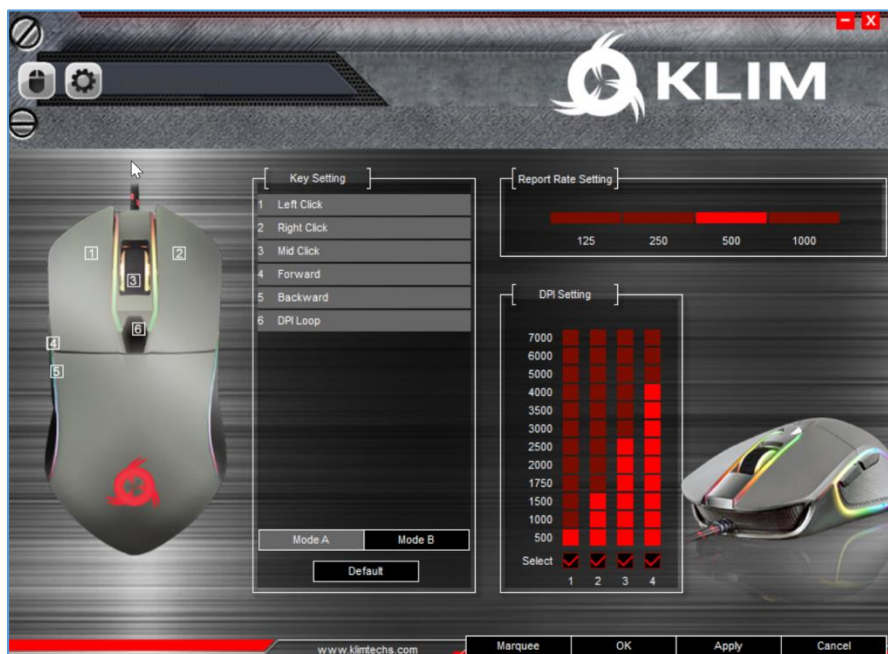 KLIM
Key Setting
1 Left Click
2 Right Click
3 Mid Click
4 Forward
5 Backward
6 DPI Loop
Mode A Mode B
Default
Report Rate Setting
125 250 500 1000
DPI Setting
7000
6000
5000
4000
3500
3000
2500
2000
1750
1500
1000
500
Select
1 2 3 4
1
2
3
6
4
5
www.klimtechs.com
Marquee OK Apply Cancel